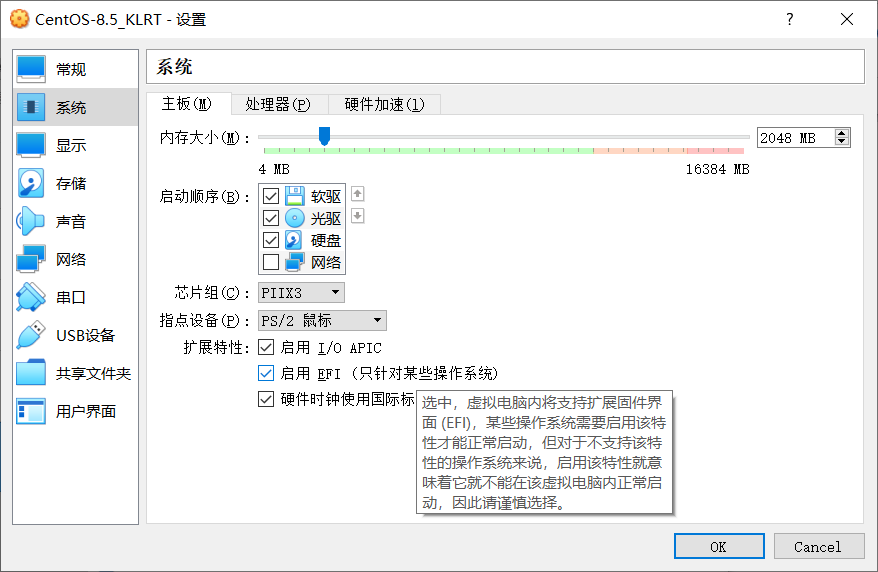 CentOS-8.5_KLRT - 设置
?
常规
系统
显示
存储
声音
网络
串口
USB设备
共享文件夹
用户界面
系统
主板(M) 处理器(P) 硬件加速(l)
内存大小(M):
2048 MB
4 MB 16384 MB
启动顺序(B):
软驱
光驱
硬盘
网络
芯片组(C): PIIX3
指点设备(P): PS/2 鼠标
扩展特性: 启用 I/O APIC
启用 EFI (只针对某些操作系统)
硬件时钟使用国际标
选中，虚拟电脑内将支持扩展固件界
面 (EFI)，某些操作系统需要启用该特
性才能正常启动，但对于不支持该特
性的操作系统来说，启用该特性就意
味着它就不能在该虚拟电脑内正常启
动，因此请谨慎选择。
OK Cancel